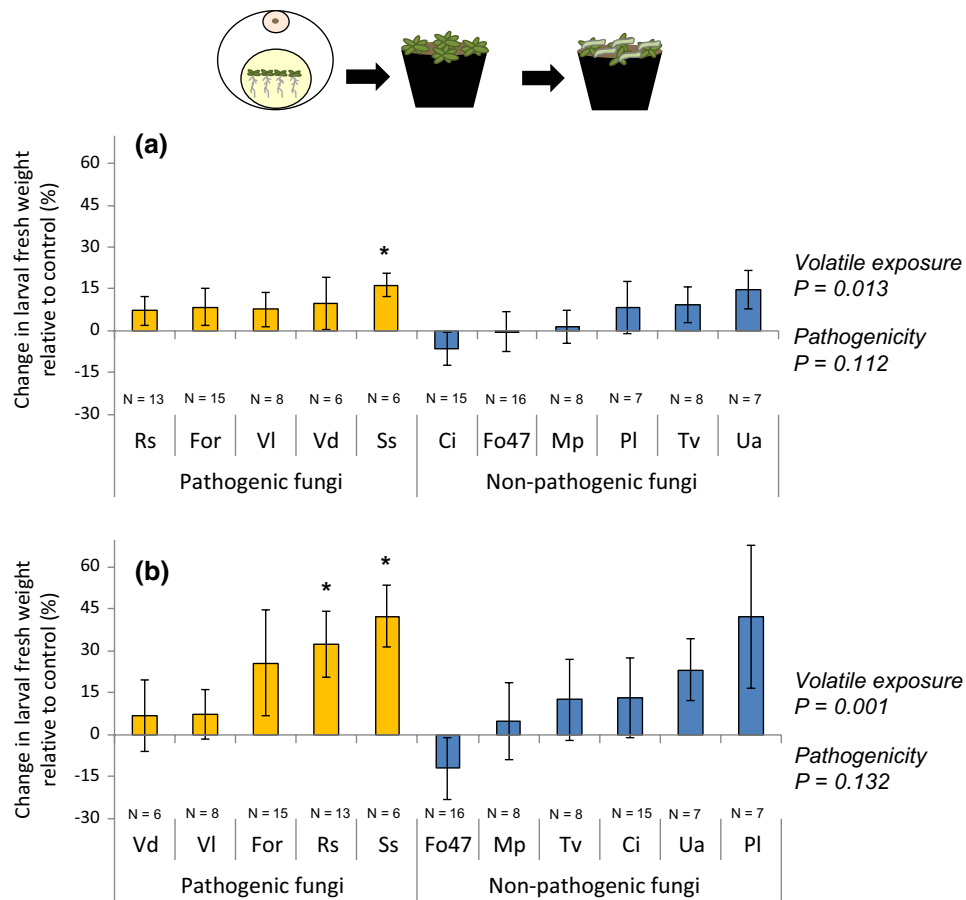 (a)
Change in larval fresh weight
relative to control (%)
60
45
30
15
0
-15
-30
*
N = 13 N = 15 N = 8 N = 6 N = 6 N = 15 N = 16 N = 8 N = 7 N = 8 N = 7
Rs For Vl Vd Ss Ci Fo47 Mp Pl Tv Ua
Pathogenic fungi Non-pathogenic fungi
Volatile exposure
P = 0.013
Pathogenicity
P = 0.112
(b)
Change in larval fresh weight
relative to control (%)
60
45
30
15
0
-15
-30
* *
N = 6 N = 8 N = 15 N = 13 N = 6 N = 16 N = 8 N = 8 N = 15 N = 7 N = 7
Vd Vl For Rs Ss Fo47 Mp Tv Ci Ua Pl
Pathogenic fungi Non-pathogenic fungi
Volatile exposure
P = 0.001
Pathogenicity
P = 0.132